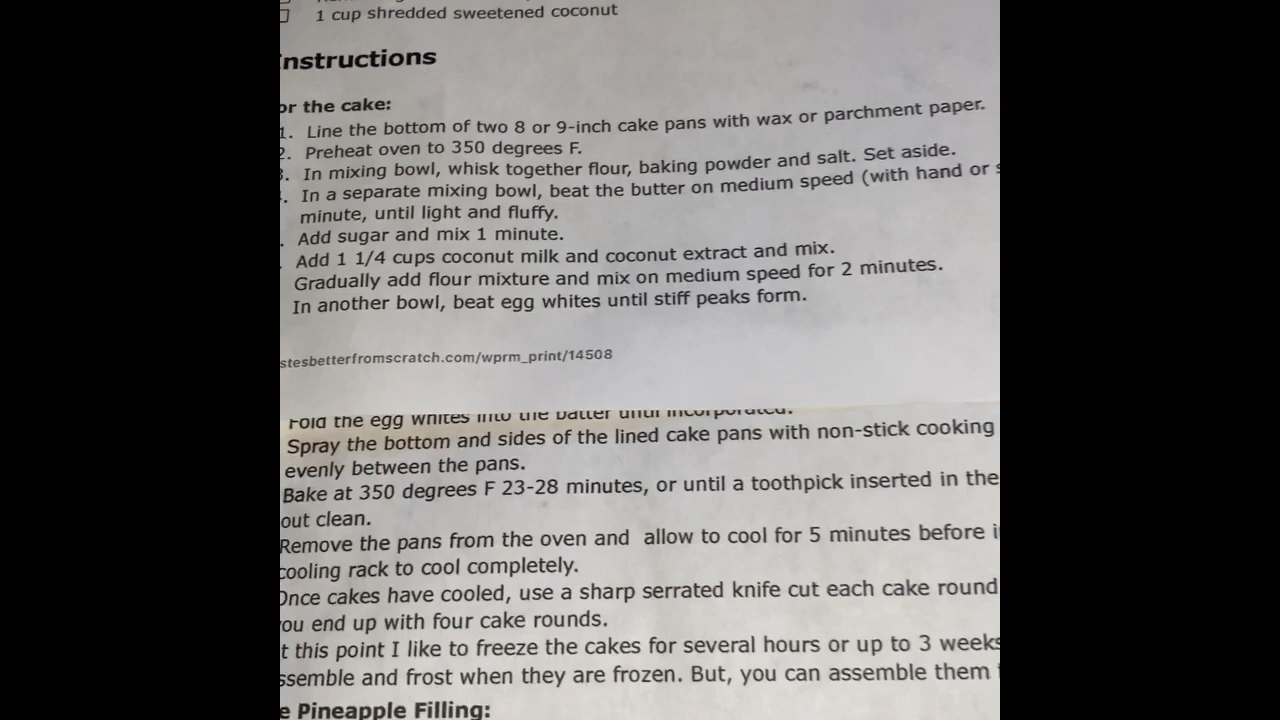 1 cup shredded sweetened coconut
nstructions
or the cake:
1. Line the bottom of two 8 or 9-inch cake pans with wax or parchment paper.
2. Preheat oven to 350 degrees F.
3. In mixing bowl, whisk together flour, baking powder and salt. Set aside.
. In a separate mixing bowl, beat the butter on medium speed (with hand or s
minute, until light and fluffy.
. Add sugar and mix 1 minute.
Add 1 1/4 cups coconut milk and coconut extract and mix.
Gradually add flour mixture and mix on medium speed for 2 minutes.
In another bowl, beat egg whites until stiff peaks form.
stesbetterfromscratch.com/wprm_print/14508
Fold the egg whites into the batter until incorporated.
Spray the bottom and sides of the lined cake pans with non-stick cooking
evenly between the pans.
Bake at 350 degrees F 23-28 minutes, or until a toothpick inserted in the
out clean.
Remove the pans from the oven and allow to cool for 5 minutes before i
cooling rack to cool completely.
Once cakes have cooled, use a sharp serrated knife cut each cake round
ou end up with four cake rounds.
t this point I like to freeze the cakes for several hours or up to 3 weeks
ssemble and frost when they are frozen. But, you can assemble them
e Pineapple Filling: